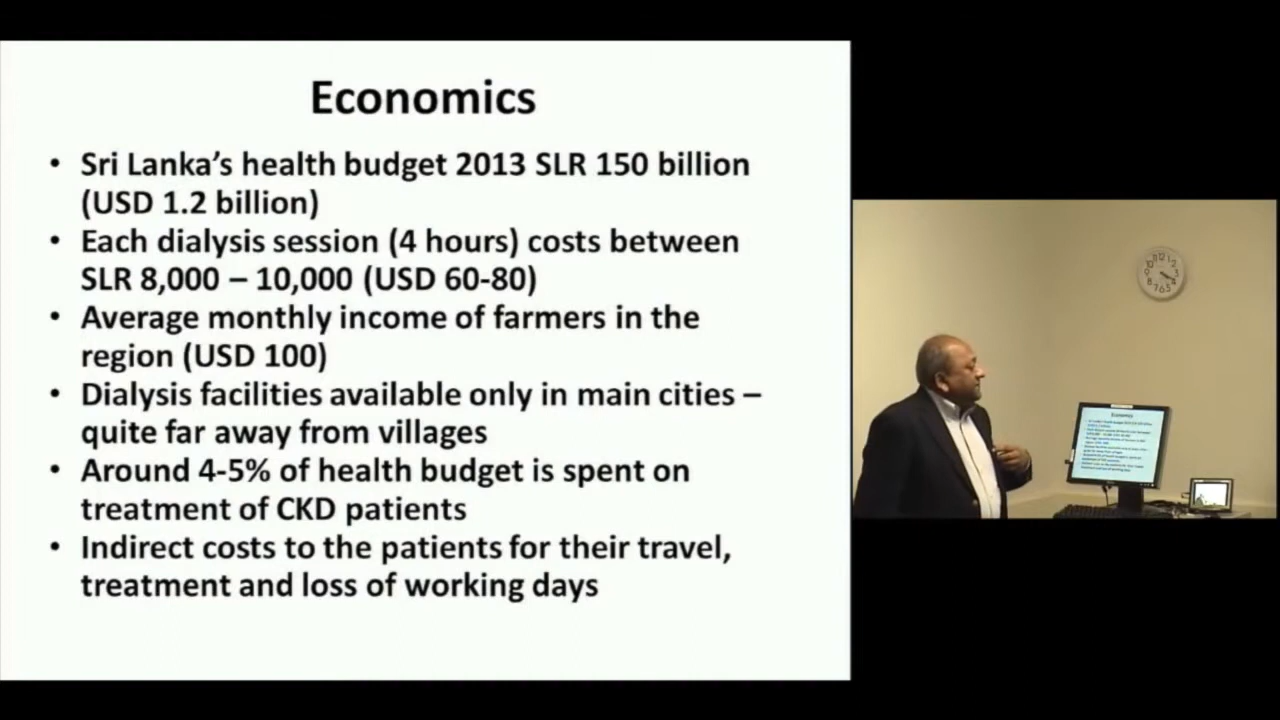 Economics
• Sri Lanka's health budget 2013 SLR 150 billion
(USD 1.2 billion)
• Each dialysis session (4 hours) costs between
SLR 8,000 – 10,000 (USD 60-80)
• Average monthly income of farmers in the
region (USD 100)
• Dialysis facilities available only in main cities –
quite far away from villages
• Around 4-5% of health budget is spent on
treatment of CKD patients
• Indirect costs to the patients for their travel,
treatment and loss of working days
Economics